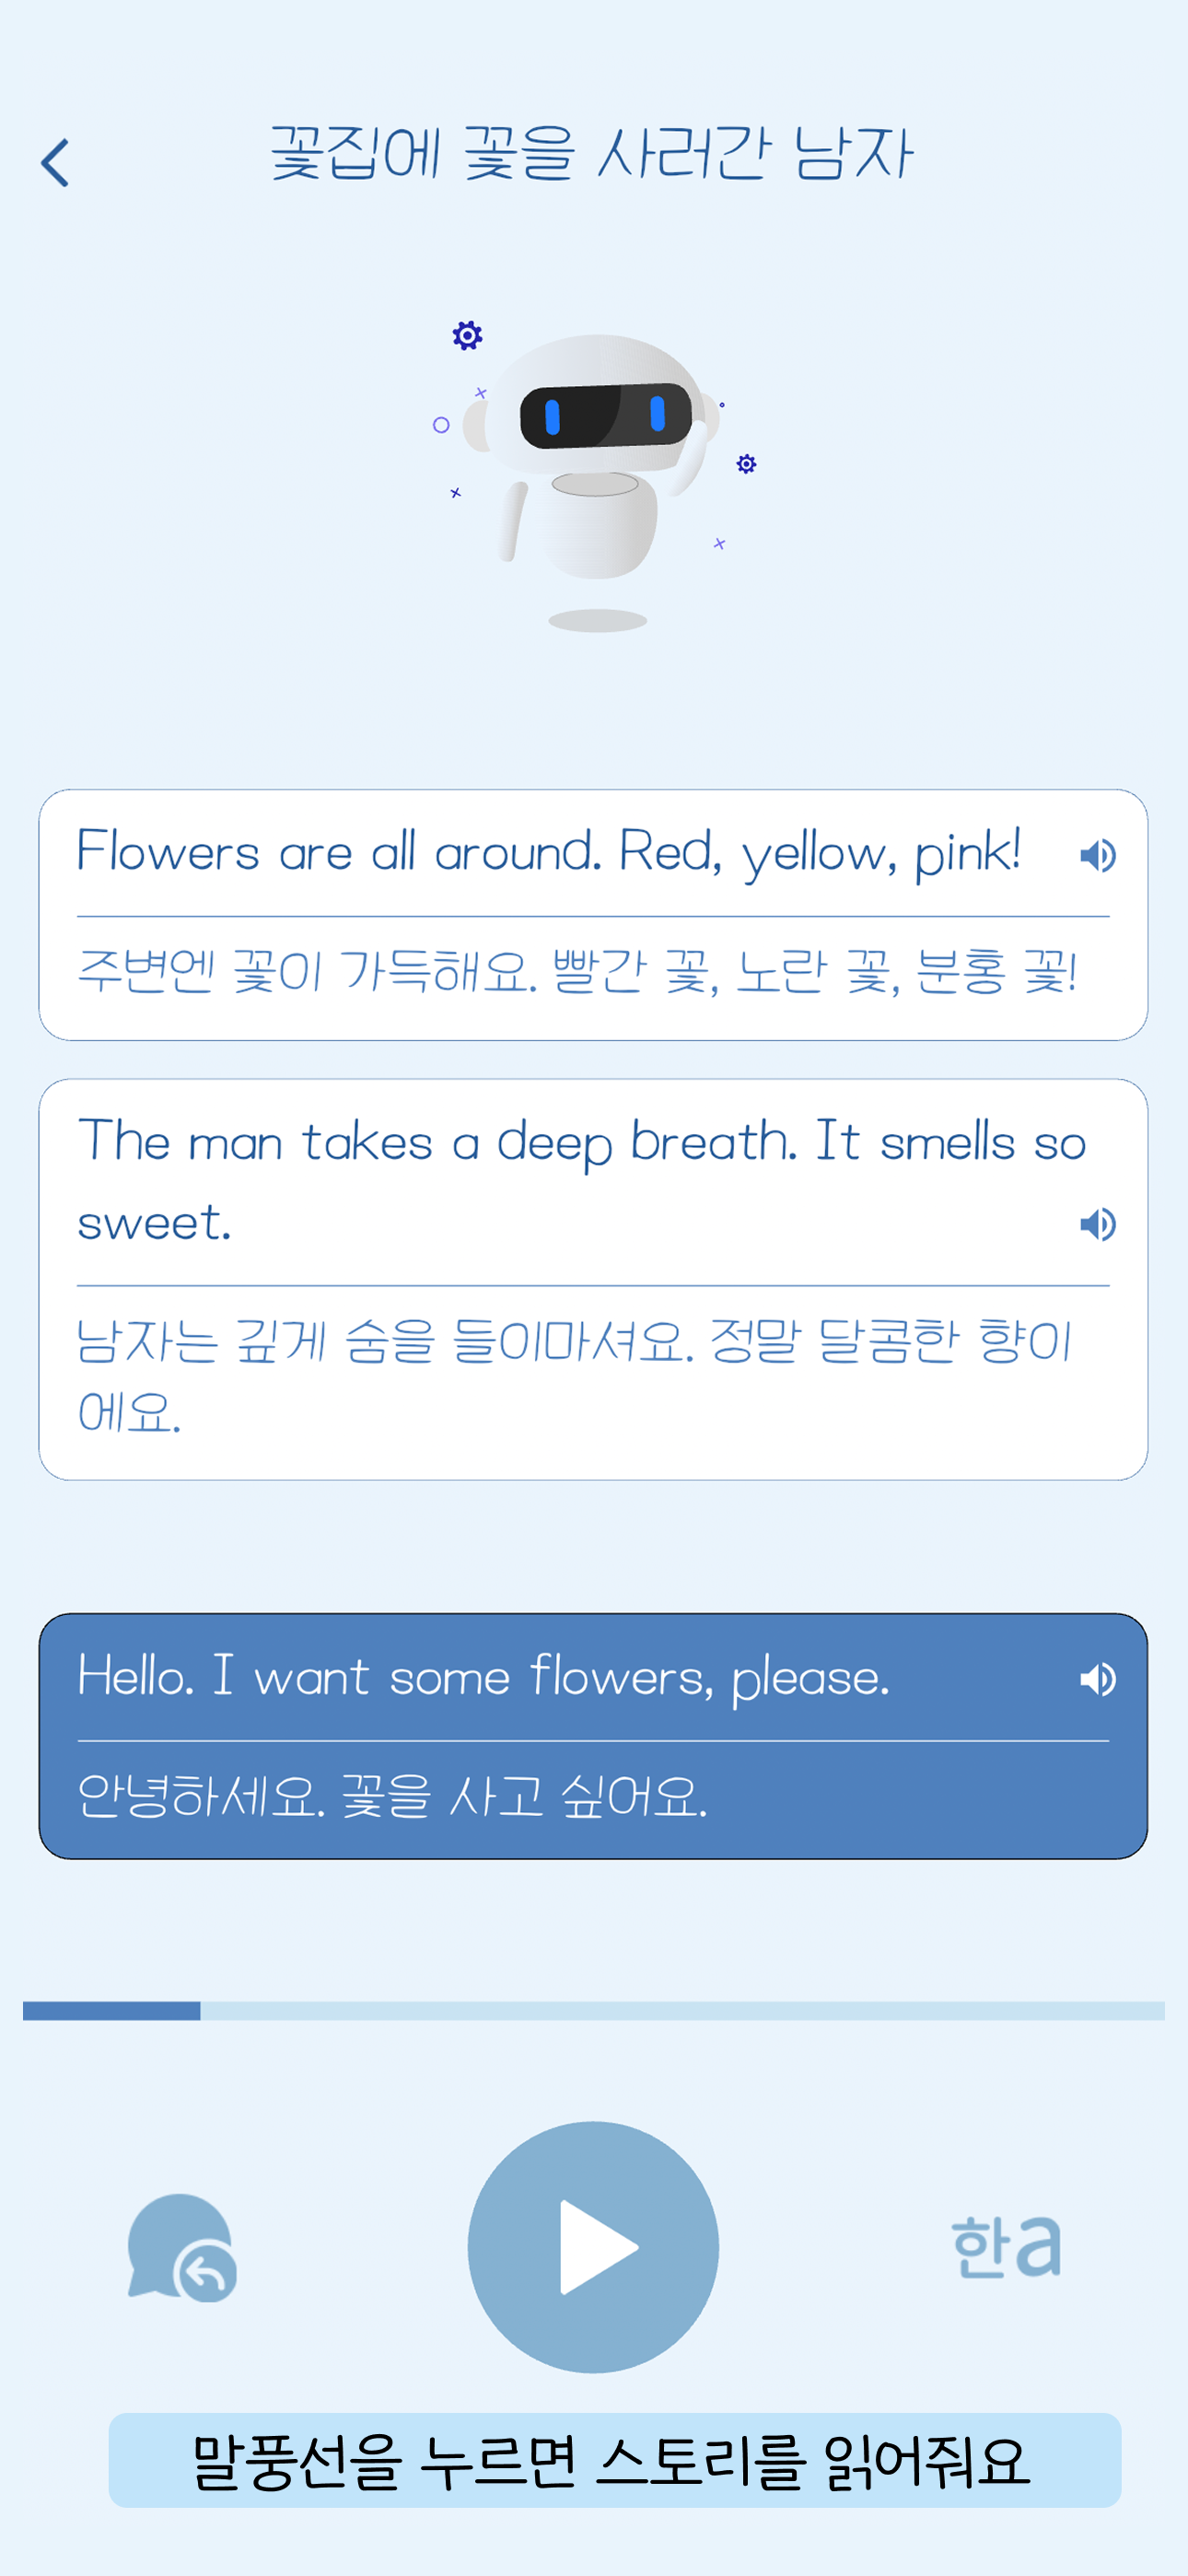 꽃집에 꽃을 사러간 남자
Flowers are all around. Red, yellow, pink!
주변엔 꽃이 가득해요. 빨간 꽃, 노란 꽃, 분홍 꽃!
The man takes a deep breath. It smells so
sweet.
남자는 깊게 숨을 들이마셔요. 정말 달콤한 향이
에요.
Hello. I want some flowers, please.
안녕하세요. 꽃을 사고 싶어요.
한a
말풍선을 누르면 스토리를 읽어줘요